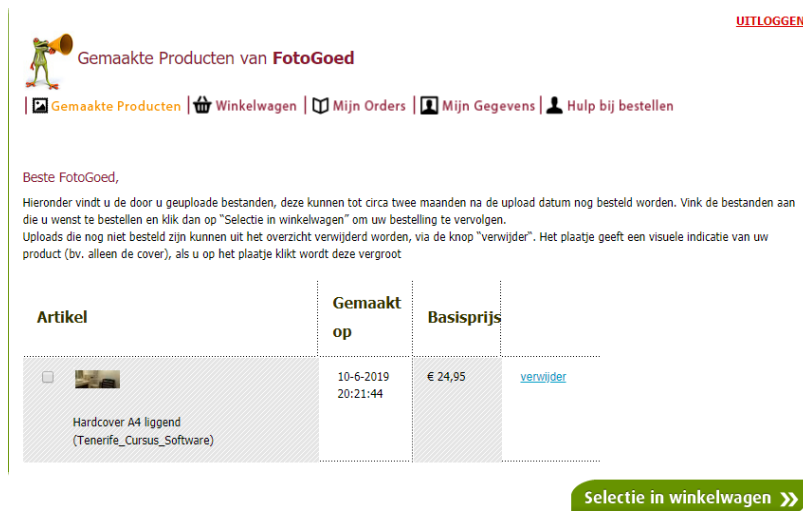 UITLOGGEN
Gemaakte Producten van FotoGoed
Gemaakte Producten Winkelwagen Mijn Orders Mijn Gegevens Hulp bij bestellen
Beste FotoGoed,
Hieronder vindt u de door u geuploade bestanden, deze kunnen tot circa twee maanden na de upload datum nog besteld worden. Vink de bestanden aan
die u wenst te bestellen en klik dan op "Selectie in winkelwagen" om uw bestelling te vervolgen.
Uploads die nog niet besteld zijn kunnen uit het overzicht verwijderd worden, via de knop "verwijder". Het plaatje geeft een visuele indicatie van uw
product (bv. alleen de cover), als u op het plaatje klikt wordt deze vergroot
Artikel
Gemaakt
op
Basisprijs
10-6-2019
20:21:44
€ 24,95
verwijder
Hardcover A4 liggend
(Tenerife_Cursus_Software)
Selectie in winkelwagen